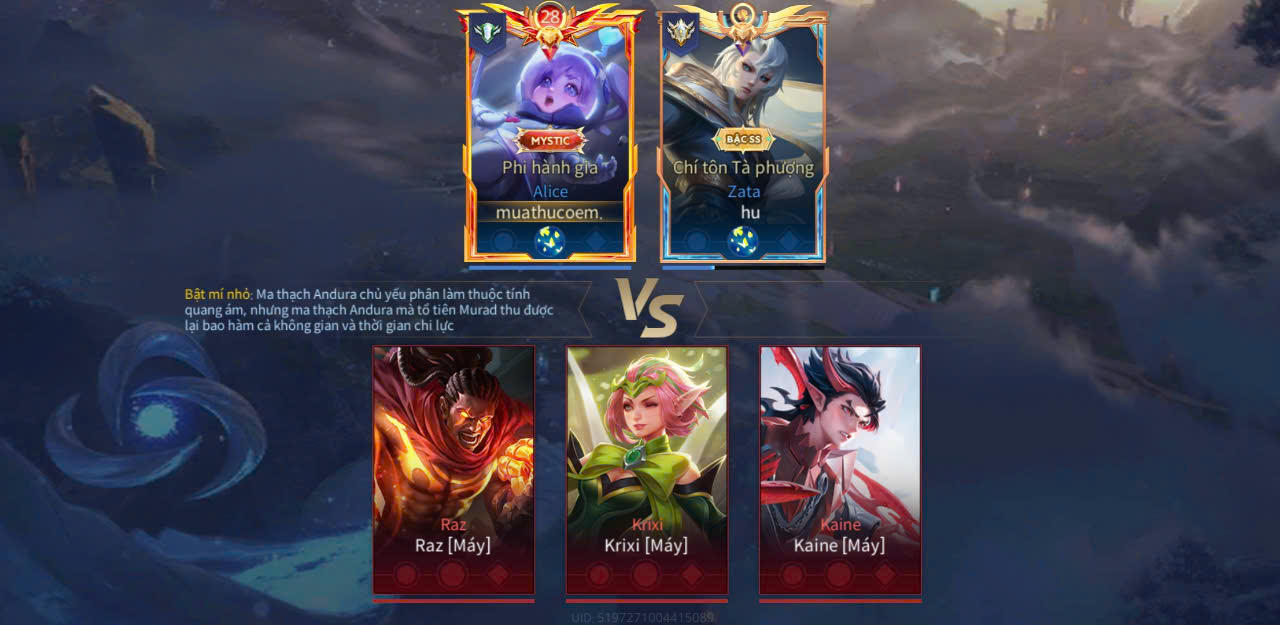 28
MYSTIC
Phi hành gia
Alice
muathucoem.
BẬC SS
Chí tôn Tà phượng
Zata
hu
Bật mí nhỏ: Ma thạch Andura chủ yếu phân làm thuộc tính
quang ám, nhưng ma thạch Andura mà tổ tiên Murad thu được
lại bao hàm cả không gian và thời gian chi lực
VS
Raz
Raz [Máy]
Krixi
Krixi [Máy]
Kaine
Kaine [Máy]
UID: 5197271004415089